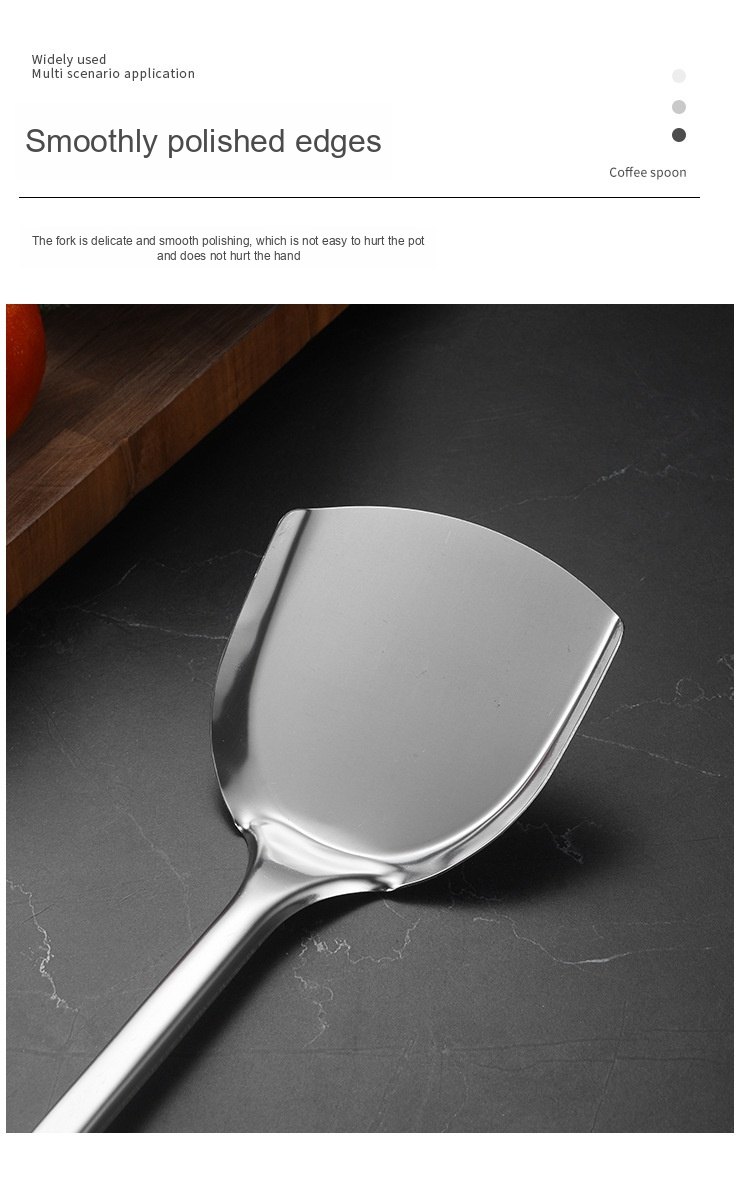 Widely used
Multi scenario application
Smoothly polished edges
Coffee spoon
The fork is delicate and smooth polishing, which is not easy to hurt the pot
and does not hurt the hand